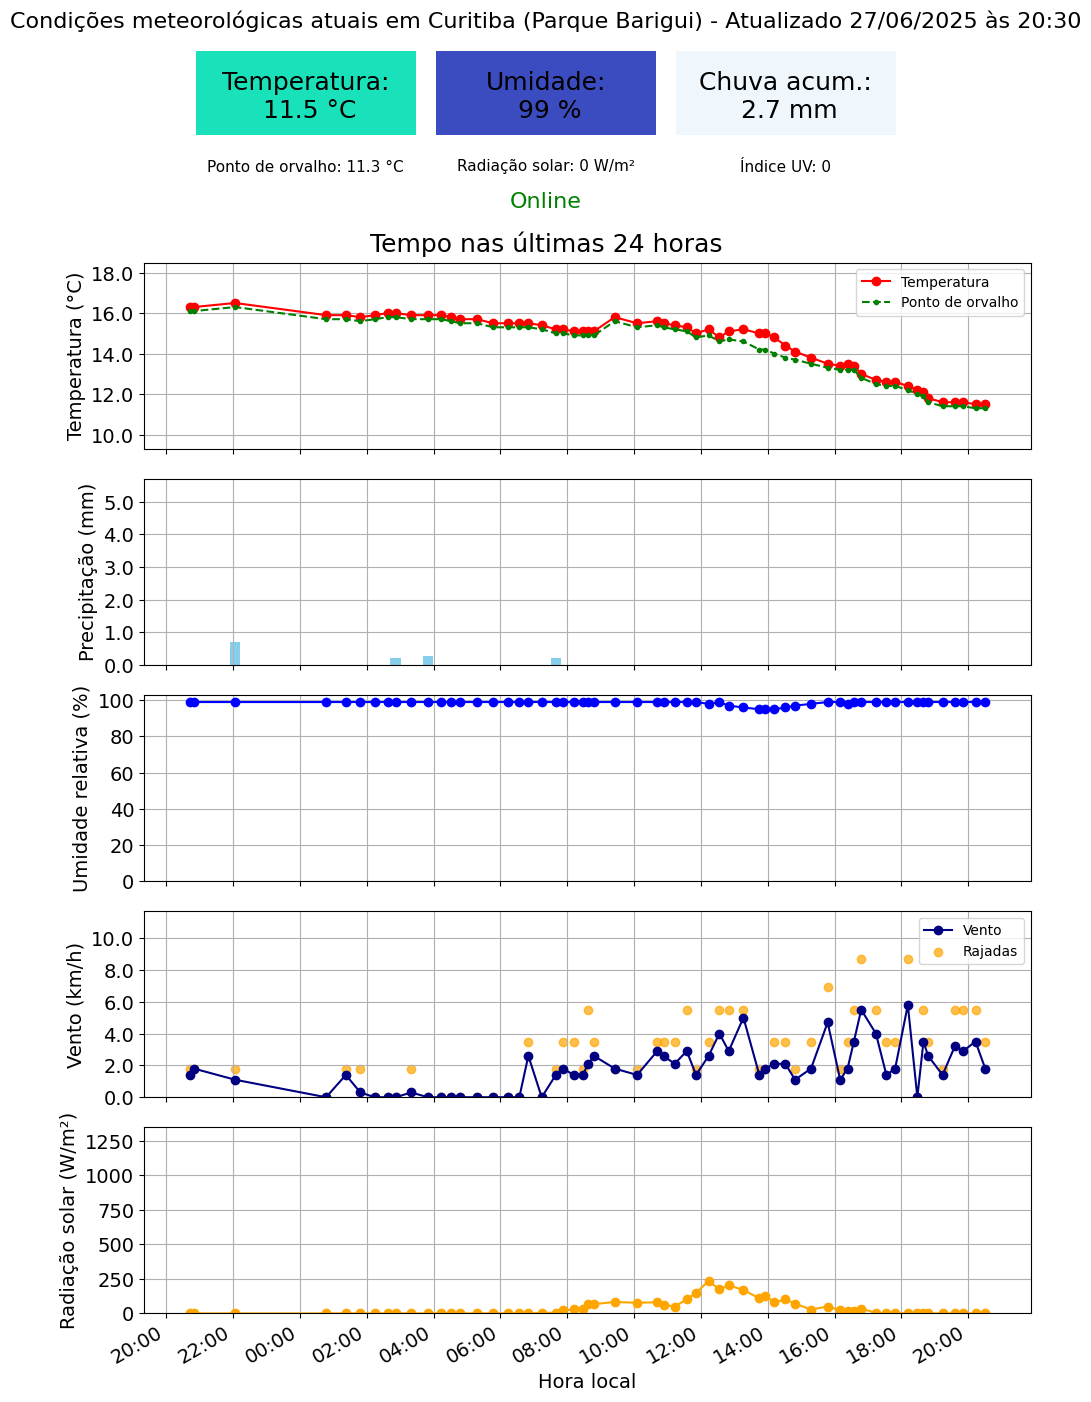 Condições meteorológicas atuais em Curitiba (Parque Barigui) - Atualizado 27/06/2025 às 20:30
Temperatura:
11.5 °C
Umidade:
99 %
Chuva acum.:
2.7 mm
Ponto de orvalho: 11.3 °C
Radiação solar: 0 W/m²
Índice UV: 0
Online
Tempo nas últimas 24 horas
Temperatura (°C)
18.0
16.0
14.0
12.0
10.0
Temperatura
Ponto de orvalho
Precipitação (mm)
5.0
4.0
3.0
2.0
1.0
0.0
Umidade relativa (%)
100
80
60
40
20
0
Vento (km/h)
10.0
8.0
6.0
4.0
2.0
0.0
Vento
Rajadas
Radiação solar (W/m²)
1250
1000
750
500
250
0
20:00
22:00
00:00
02:00
04:00
06:00
08:00
10:00
12:00
14:00
16:00
18:00
20:00
Hora local